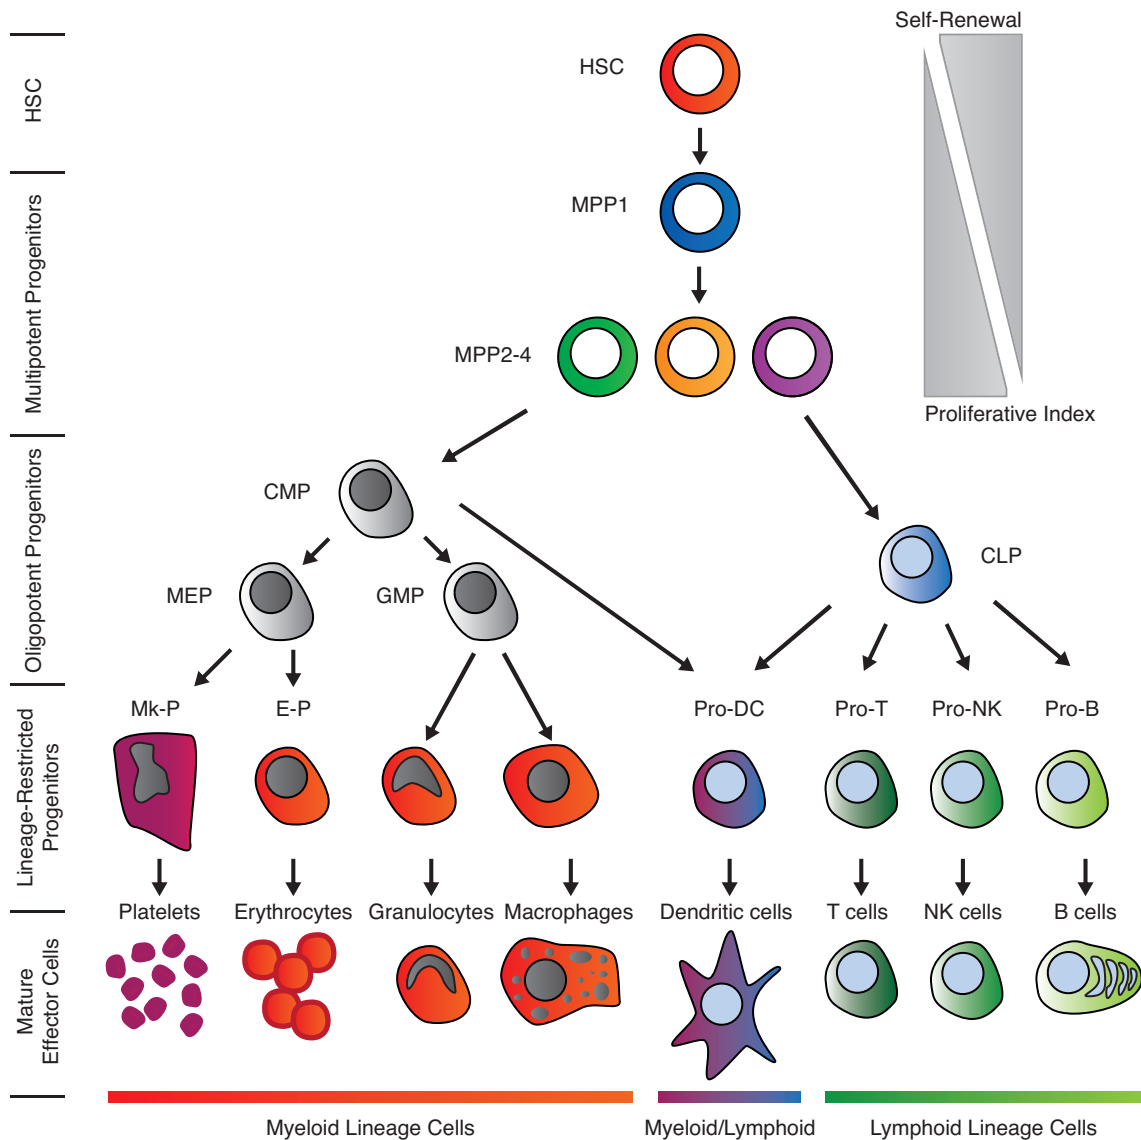 Self-Renewal
HSC
HSC
MPP1
Multipotent Progenitors
MPP2-4
Proliferative Index
Oligopotent Progenitors
CMP
CLP
MEP
GMP
Lineage-Restricted
Progenitors
Mk-P
E-P
Pro-DC
Pro-T
Pro-NK
Pro-B
Platelets
Erythrocytes
Granulocytes
Macrophages
Dendritic cells
T cells
NK cells
B cells
Mature
Effector Cells
Myeloid Lineage Cells
Myeloid/Lymphoid
Lymphoid Lineage Cells